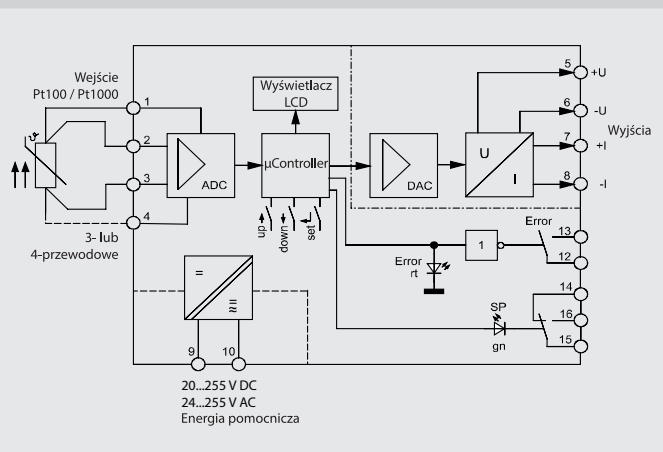 Wejście
Pt100 / Pt1000
1
2
3
4
ϑ
3- lub
4-przewodowe
ADC
Wyświetlacz
LCD
µController
up
down
set
DAC
U
I
5
+U
6
-U
7
+I
8
-I
Wyjścia
Error
13
12
1
Error
rt
14
16
15
SP
gn
=
≂
9
10
20...255 V DC
24...255 V AC
Energia pomocnicza